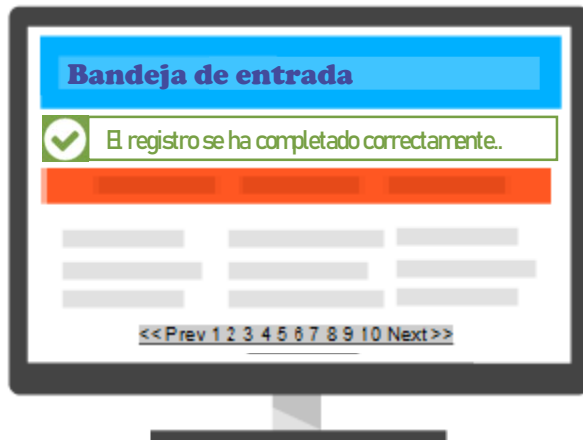 Bandeja de entrada
El registro se ha completado correctamente..
<<Prev 1 2 3 4 5 6 7 8 9 10 Next>>